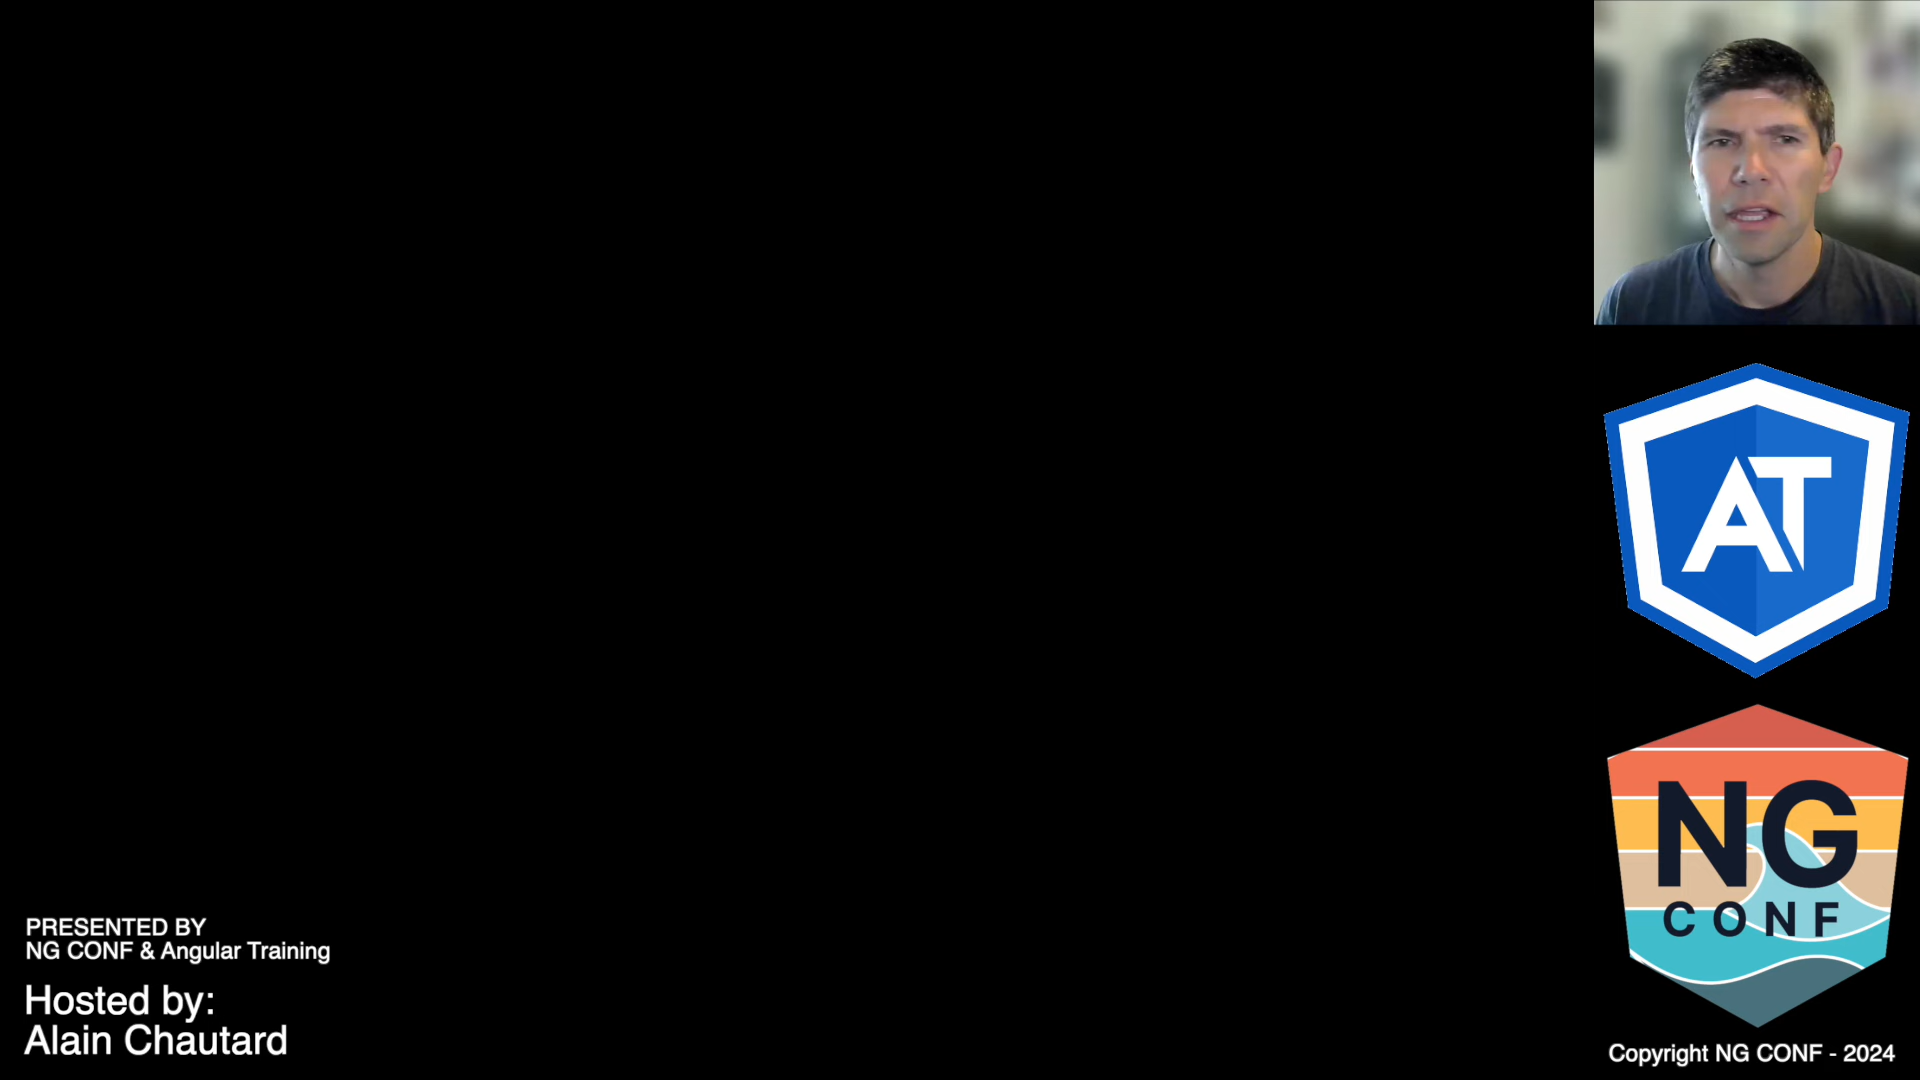 AT
NG
CONF
PRESENTED BY
NG CONF & Angular Training
Hosted by:
Alain Chautard
Copyright NG CONF - 2024